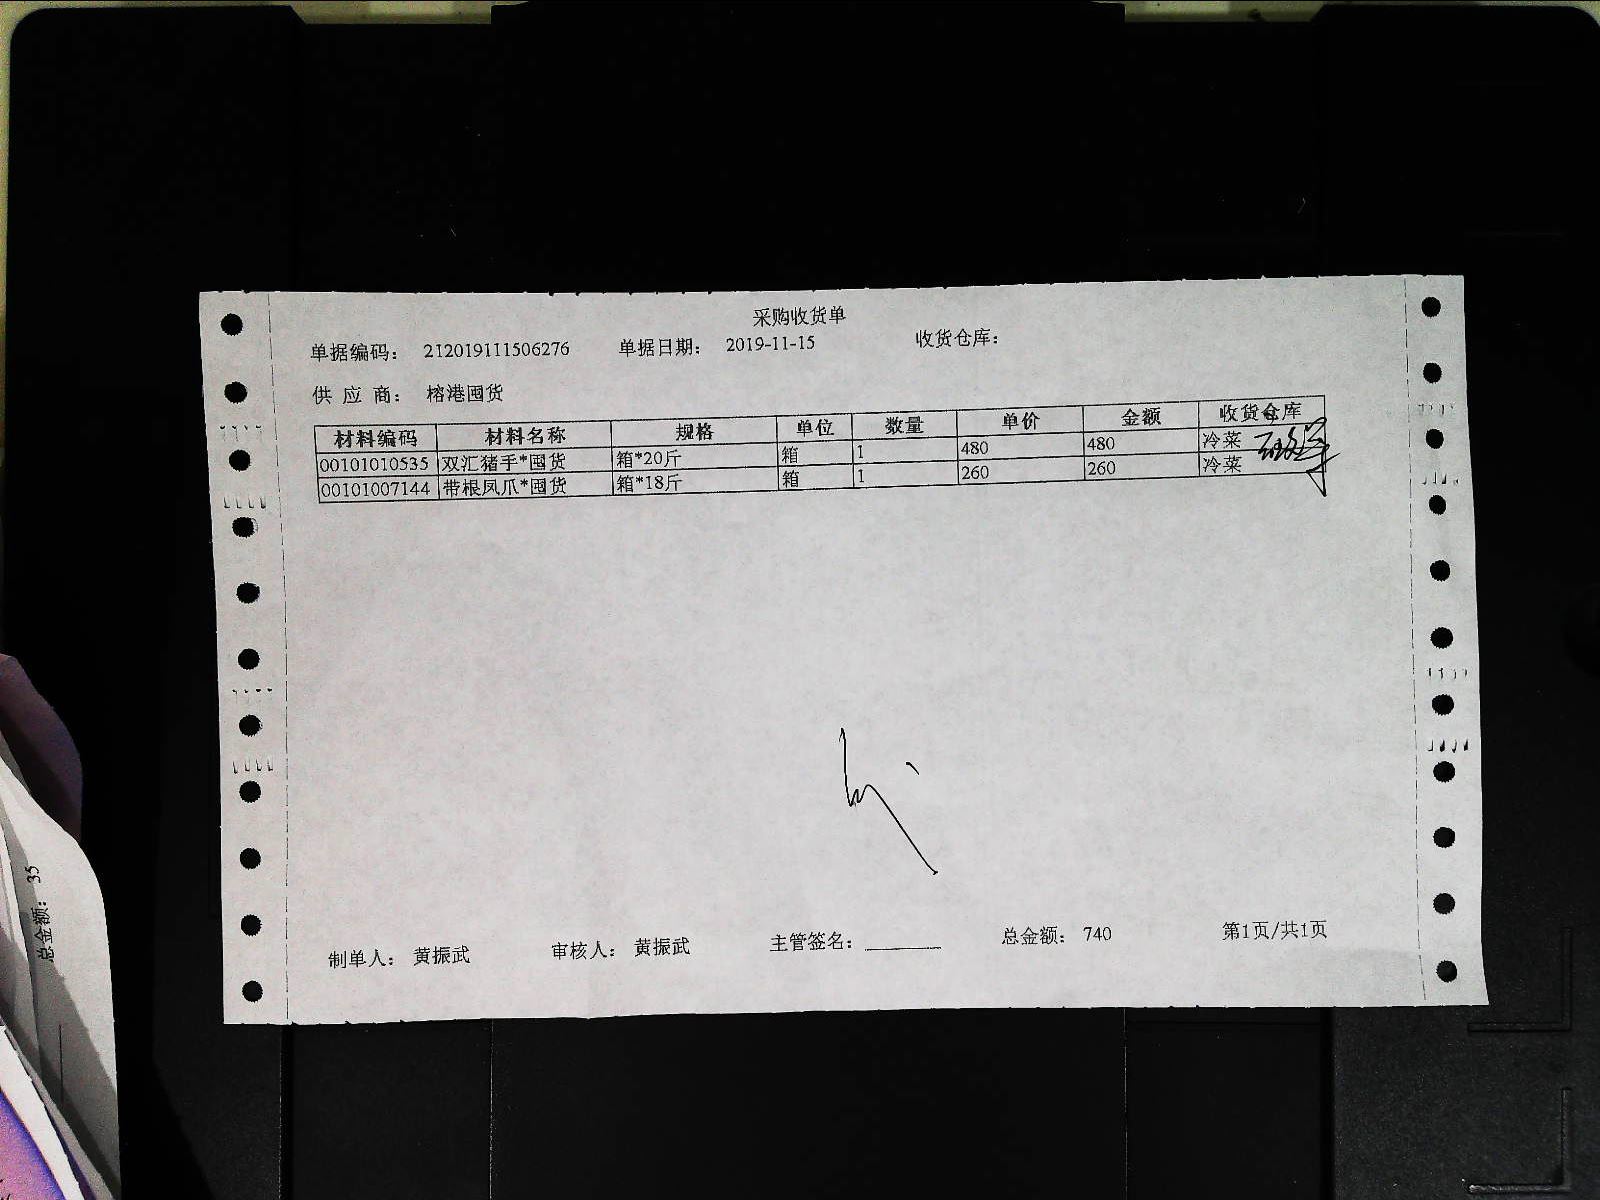 采购收货单
单据编码： 212019111506276 单据日期： 2019-11-15 收货仓库：
供 应 商： 榕港囤货
材料编码 材料名称 规格 单位 数量 单价 金额 收货仓库
00101010535 双汇猪手*囤货 箱*20斤 箱 1 480 480 冷菜
00101007144 带根凤爪*囤货 箱*18斤 箱 1 260 260 冷菜
制单人： 黄振武 审核人： 黄振武 主管签名： 总金额： 740 第1页/共1页
总金额： 35